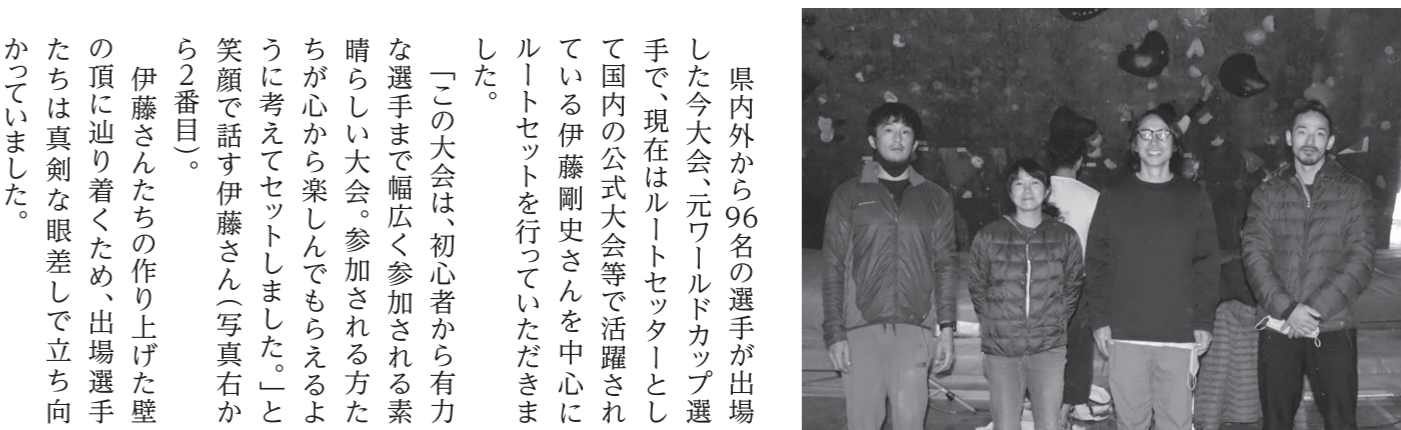 県内外から96名の選手が出場
した今大会、元ワールドカップ選
手で、現在はルートセッターとし
て国内の公式大会等で活躍され
ている伊藤剛史さんを中心に
ルートセットを行っていただきま
した。
「この大会は、初心者から有力
な選手まで幅広く参加される素
晴らしい大会。参加される方た
ちが心から楽しんでもらえるよ
うに考えてセットしました。」と
笑顔で話す伊藤さん（写真右か
ら2番目）。
伊藤さんたちの作り上げた壁
の頂に辿り着くため、出場選手
たちは真剣な眼差しで立ち向
かっていました。